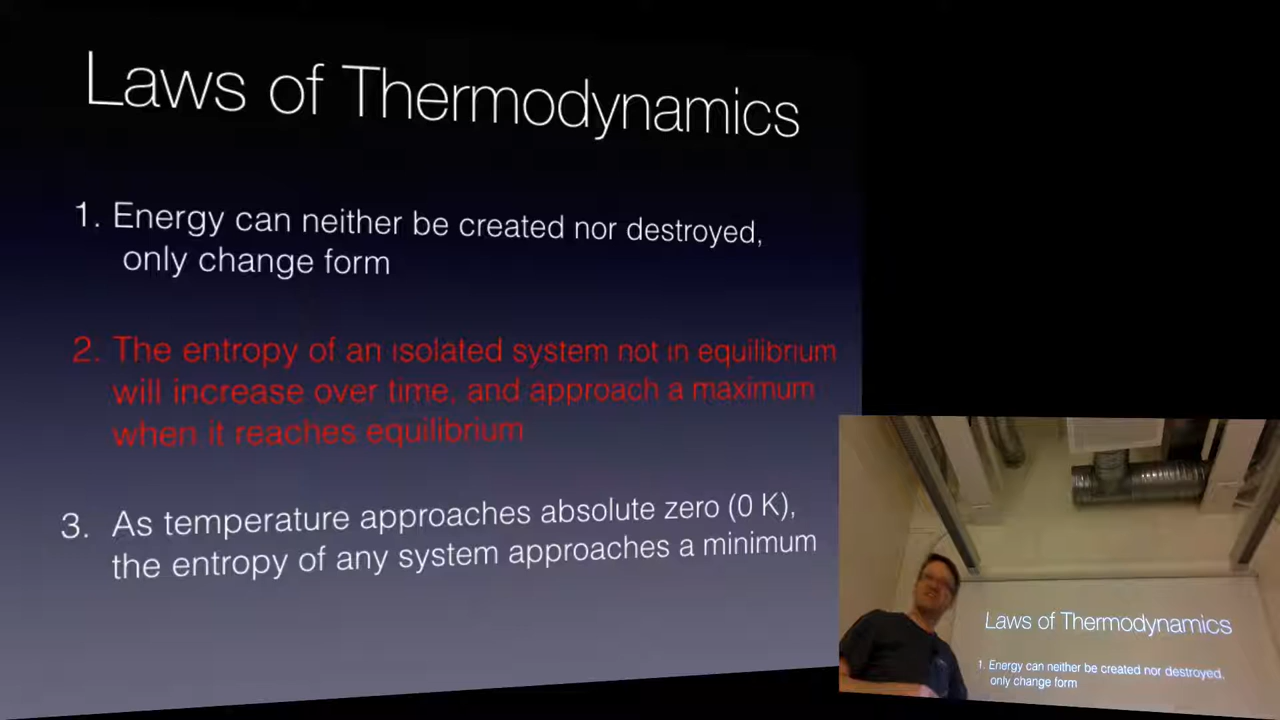 Laws of Thermodynamics
1. Energy can neither be created nor destroyed,
only change form
2. The entropy of an isolated system not in equilibrium
will increase over time, and approach a maximum
when it reaches equilibrium
3. As temperature approaches absolute zero (0 K),
the entropy of any system approaches a minimum
Laws of Thermodynamics
1. Energy can neither be created nor destroyed,
only change form